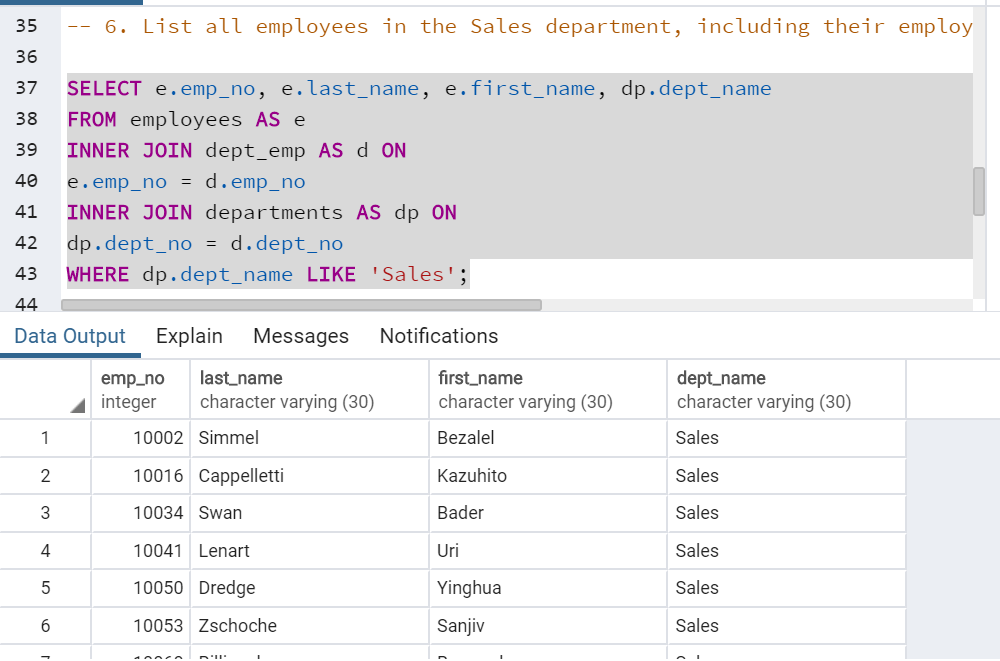 35 -- 6. List all employees in the Sales department, including their employ
36
37 SELECT e.emp_no, e.last_name, e.first_name, dp.dept_name
38 FROM employees AS e
39 INNER JOIN dept_emp AS d ON
40 e.emp_no = d.emp_no
41 INNER JOIN departments AS dp ON
42 dp.dept_no = d.dept_no
43 WHERE dp.dept_name LIKE 'Sales';
44
Data Output Explain Messages Notifications
emp_no last_name first_name dept_name
integer character varying (30) character varying (30) character varying (30)
1 10002 Simmel Bezalel Sales
2 10016 Cappelletti Kazuhito Sales
3 10034 Swan Bader Sales
4 10041 Lenart Uri Sales
5 10050 Dredge Yinghua Sales
6 10053 Zschoche Sanjiv Sales